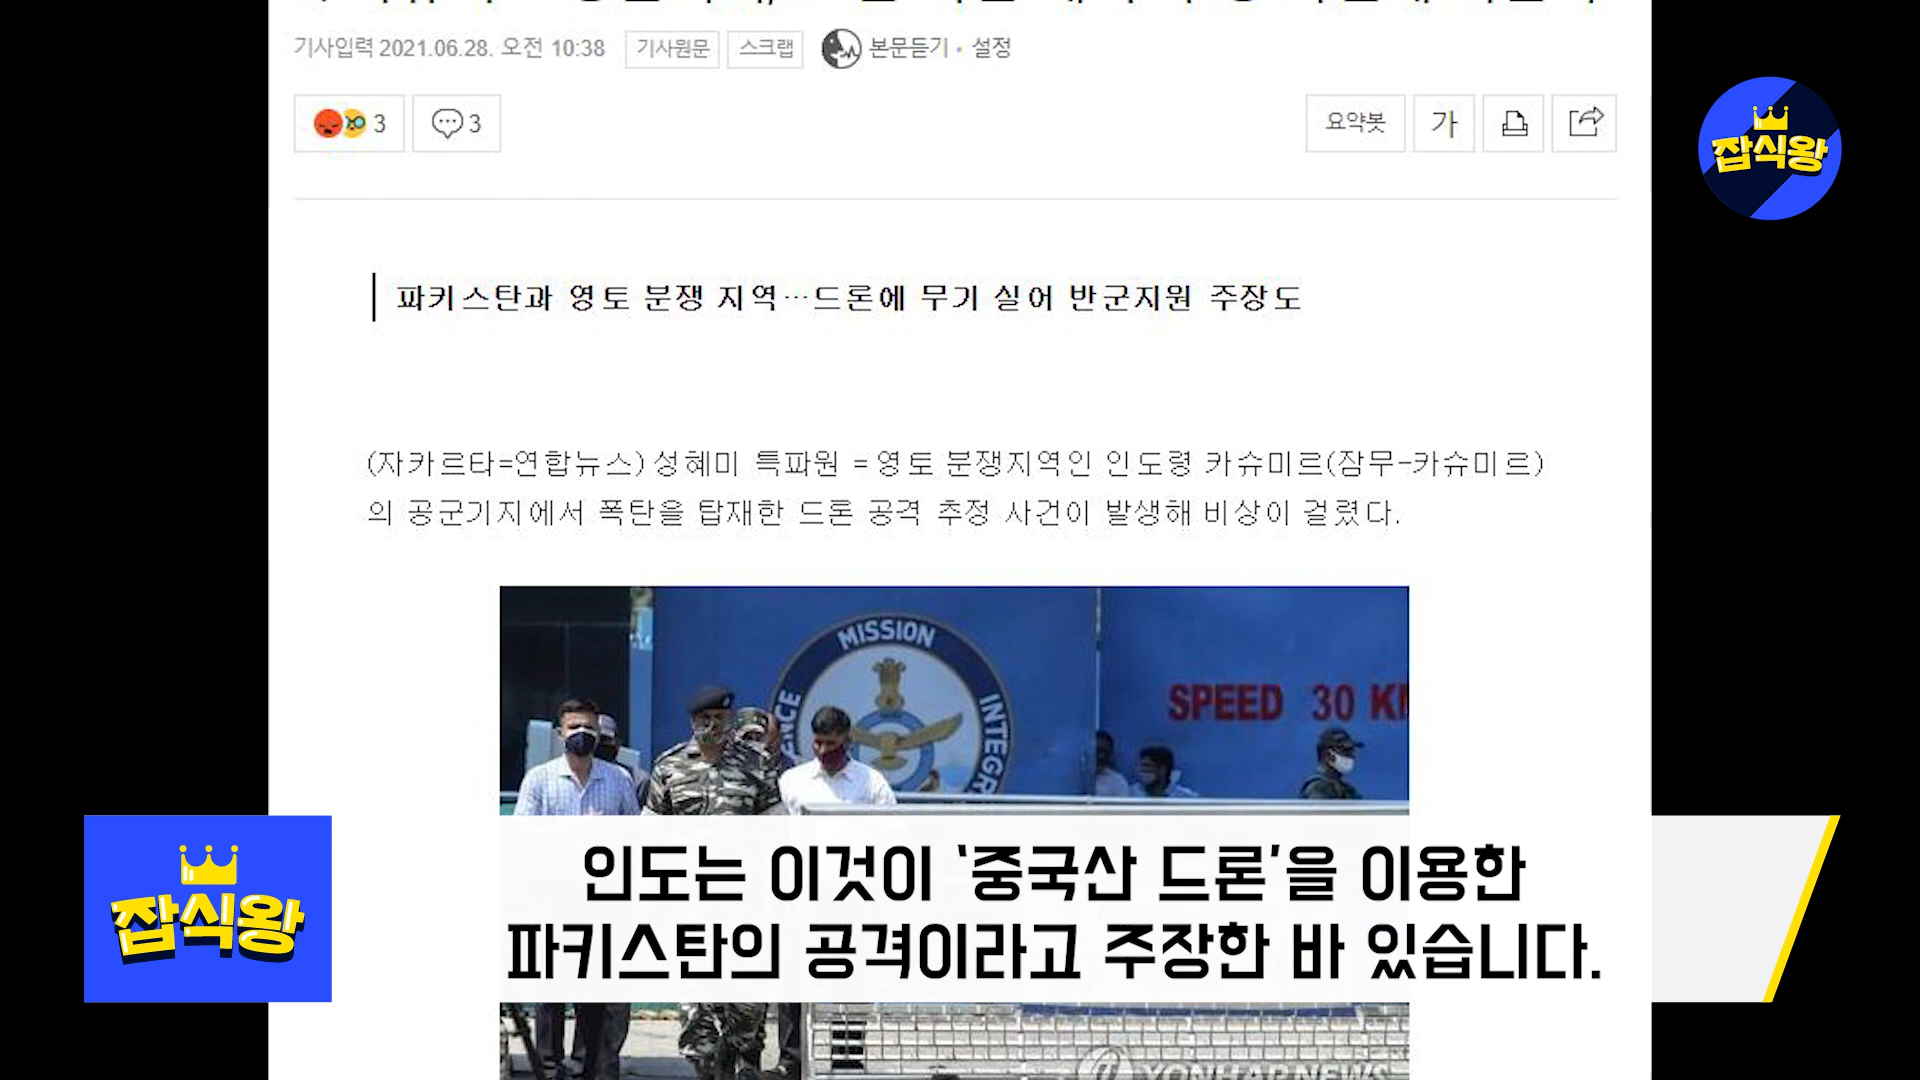 기사입력 2021.06.28. 오전 10:38 기사원문 스크랩 본문듣기 · 설정
3 3 요약봇 가
잡식왕
파키스탄과 영토 분쟁 지역…드론에 무기 실어 반군지원 주장도
(자카르타=연합뉴스) 성혜미 특파원 = 영토 분쟁지역인 인도령 카슈미르(잠무-카슈미르)
의 공군기지에서 폭탄을 탑재한 드론 공격 추정 사건이 발생해 비상이 걸렸다.
MISSION
INTEGR
SPEED 30 KM
잡식왕
인도는 이것이 '중국산 드론'을 이용한
파키스탄의 공격이라고 주장한 바 있습니다.
YONHAP NEWS